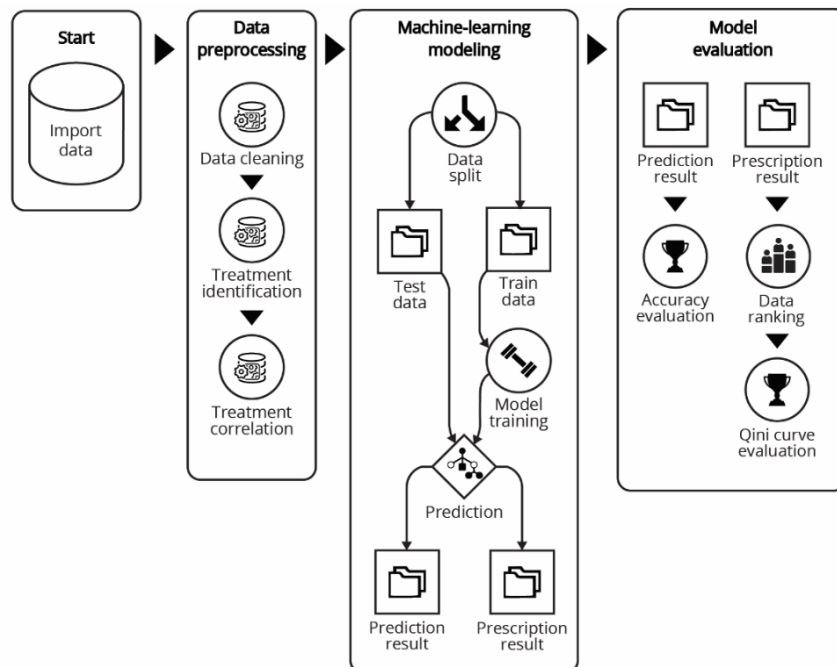 Start
Import
data
Data
preprocessing
Data cleaning
Treatment
identification
Treatment
correlation
Machine-learning
modeling
Data
split
Test
data
Train
data
Model
training
Prediction
Prediction
result
Prescription
result
Model
evaluation
Prediction
result
Prescription
result
Accuracy
evaluation
Data
ranking
Qini curve
evaluation